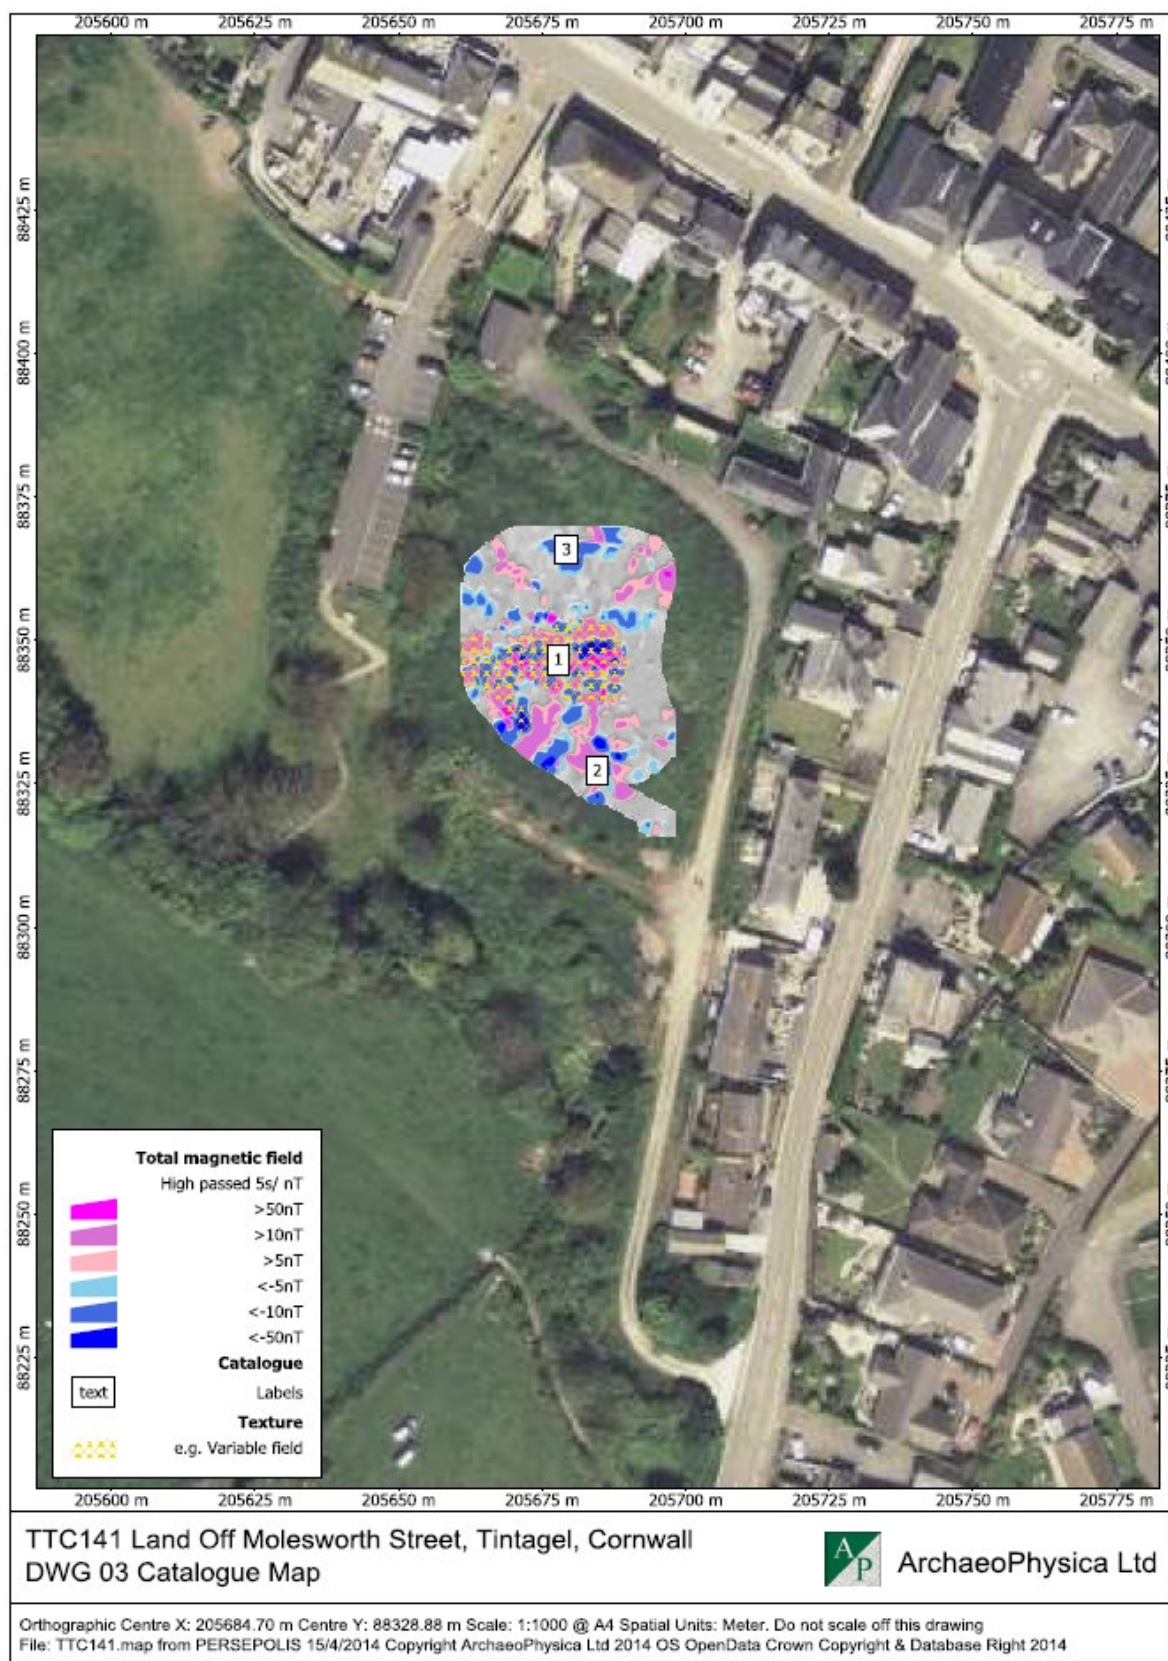 205600 m 205625 m 205650 m 205675 m 205700 m 205725 m 205750 m 205775 m
88425 m
88400 m
88375 m
88350 m
88325 m
88300 m
88275 m
88250 m
88225 m
3
1
2
Total magnetic field
High passed 5s/ nT
>50nT
>10nT
>5nT
<-5nT
<-10nT
<-50nT
Catalogue
text Labels
Texture
e.g. Variable field
205600 m 205625 m 205650 m 205675 m 205700 m 205725 m 205750 m 205775 m
TTC141 Land Off Molesworth Street, Tintagel, Cornwall
DWG 03 Catalogue Map
AP ArchaeoPhysica Ltd
Orthographic Centre X: 205684.70 m Centre Y: 88328.88 m Scale: 1:1000 @ A4 Spatial Units: Meter. Do not scale off this drawing
File: TTC141.map from PERSEPOLIS 15/4/2014 Copyright ArchaeoPhysica Ltd 2014 OS OpenData Crown Copyright & Database Right 2014